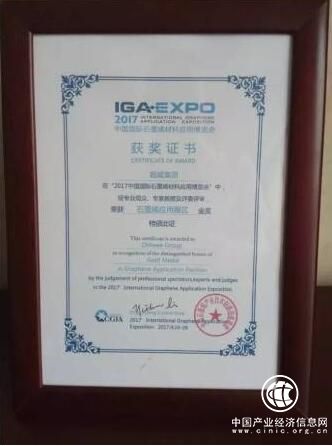 IGA·EXPO
2017 INTERNATIONAL GRAPHENE APPLICATION EXPOSITION
中国国际石墨烯材料应用博览会
获奖证书
CERTIFICATE OF AWARD
超威集团
在"2017中国国际石墨烯材料应用博览会"中,
经专业观众、专家教授及评委评审,
荣获 石墨烯应用展区 金奖
特颁此证
This certificate is awarded to
Chilwee Group
in recognition of the distinguished honor of
Gold Medal
in Graphene Application Pavilion
by the judgement of professional spectators, experts and judges
in the 2017 International Graphene Application Exposition.
CGIA
Organizing Committee
2017 International Graphene Application
Exposition
中国产业经济信息网
www.cinic.org.cn